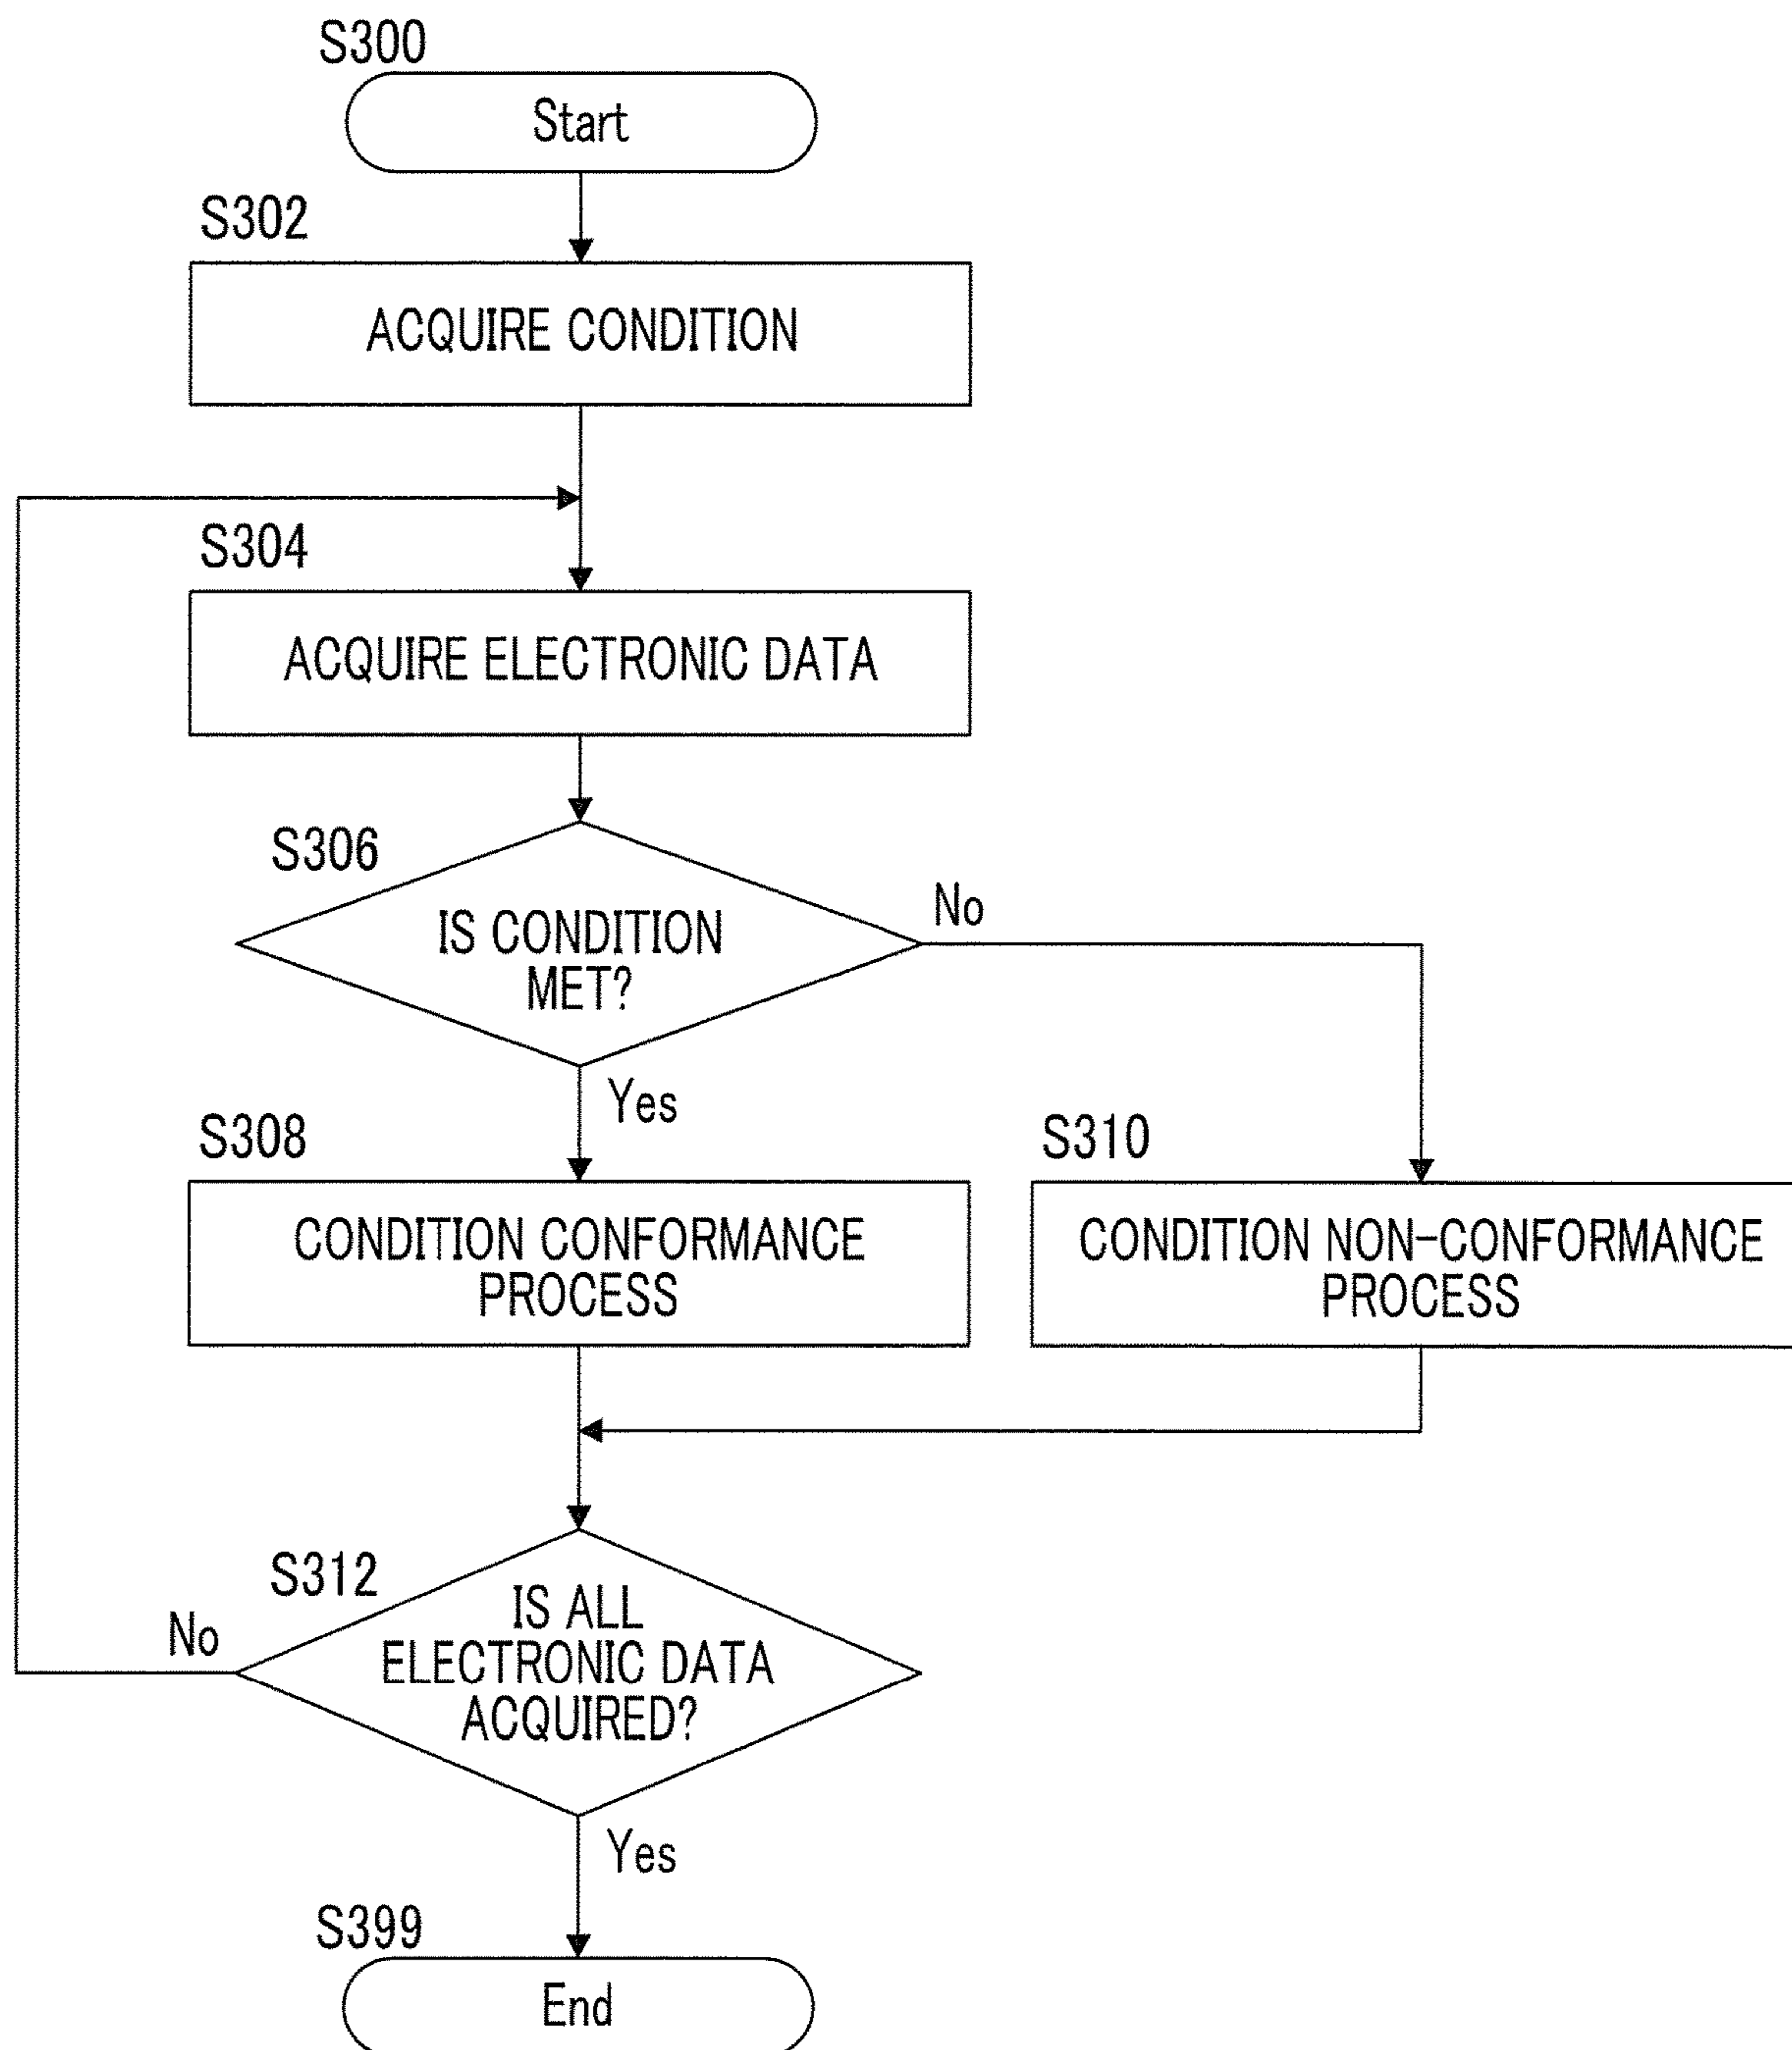 S300
Start
S302
ACQUIRE CONDITION
S304
ACQUIRE ELECTRONIC DATA
S306
IS CONDITION
MET?
No
Yes
S308
CONDITION CONFORMANCE
PROCESS
S310
CONDITION NON-CONFORMANCE
PROCESS
S312
IS ALL
ELECTRONIC DATA
ACQUIRED?
No
Yes
S399
End